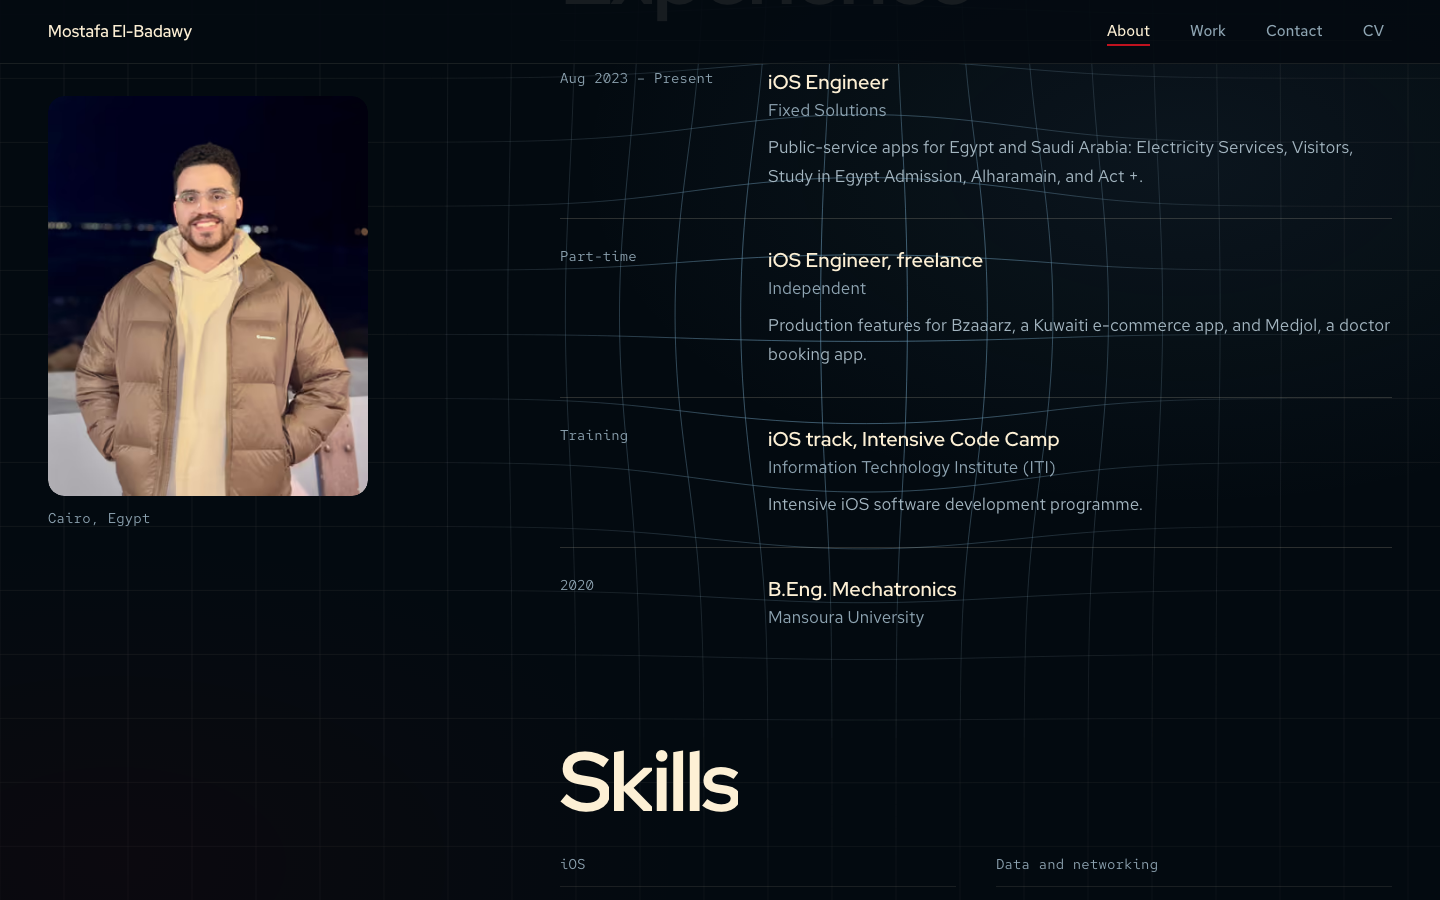 Experience
Mostafa El-Badawy
About
Work
Contact
CV
Aug 2023 – Present
iOS Engineer
Fixed Solutions
Public-service apps for Egypt and Saudi Arabia: Electricity Services, Visitors,
Study in Egypt Admission, Alharamain, and Act +.
Part-time
iOS Engineer, freelance
Independent
Production features for Bzaaarz, a Kuwaiti e-commerce app, and Medjol, a doctor
booking app.
Training
iOS track, Intensive Code Camp
Information Technology Institute (ITI)
Intensive iOS software development programme.
Cairo, Egypt
2020
B.Eng. Mechatronics
Mansoura University
Skills
iOS
Data and networking